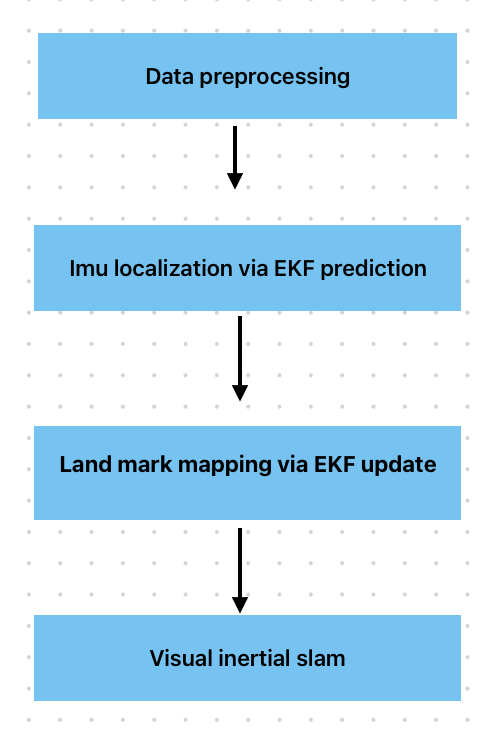 Data preprocessing
Imu localization via EKF prediction
Land mark mapping via EKF update
Visual inertial slam